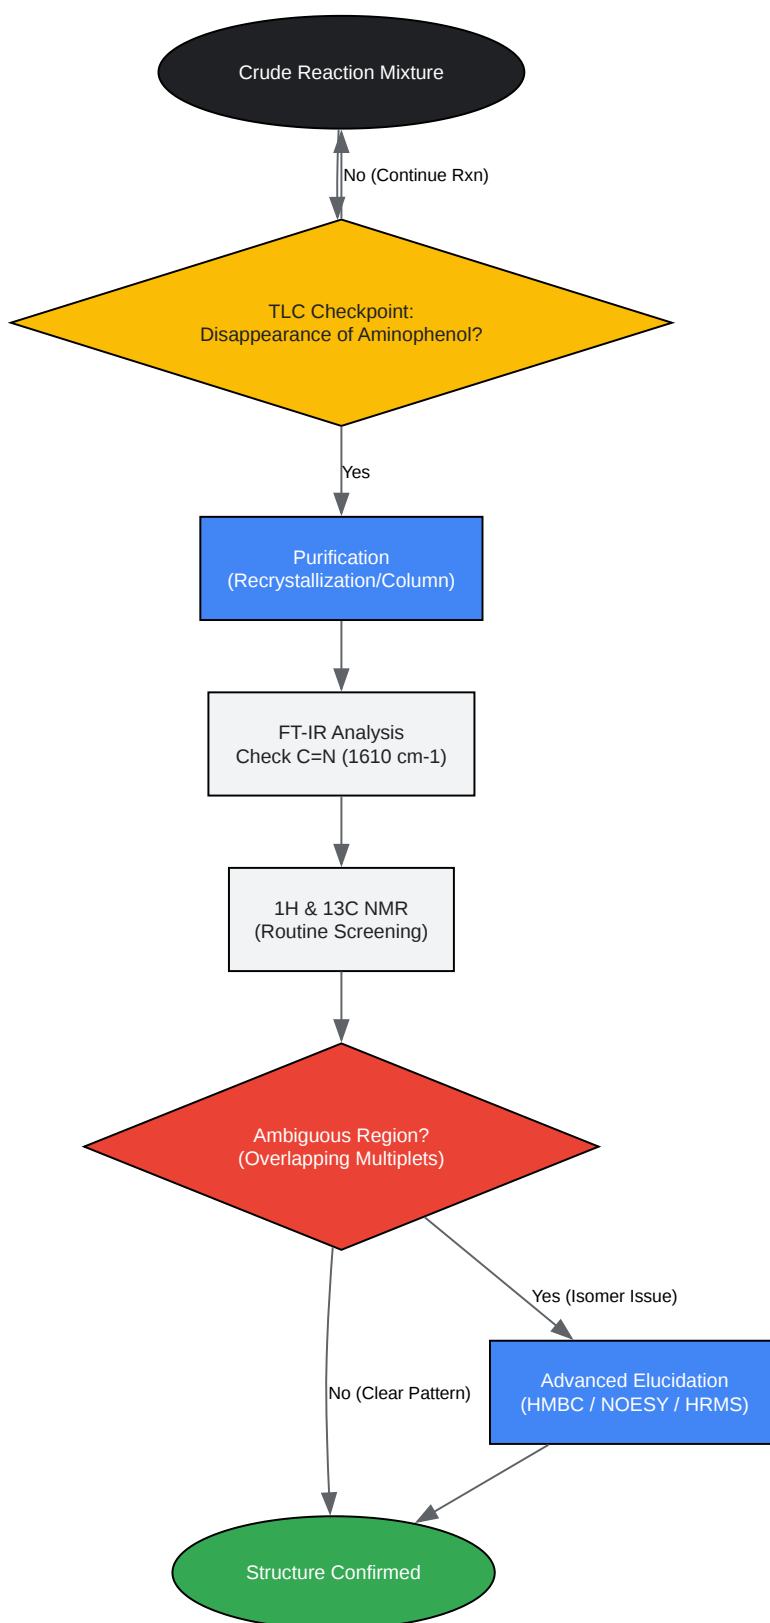 Crude Reaction Mixture
No (Continue Rxn)
TLC Checkpoint:
Disappearance of Aminophenol?
Yes
Purification
(Recrystallization/Column)
FT-IR Analysis
Check C=N (1610 cm-1)
1H & 13C NMR
(Routine Screening)
Ambiguous Region?
(Overlapping Multiplets)
Yes (Isomer Issue)
Advanced Elucidation
(HMBC / NOESY / HRMS)
No (Clear Pattern)
Structure Confirmed